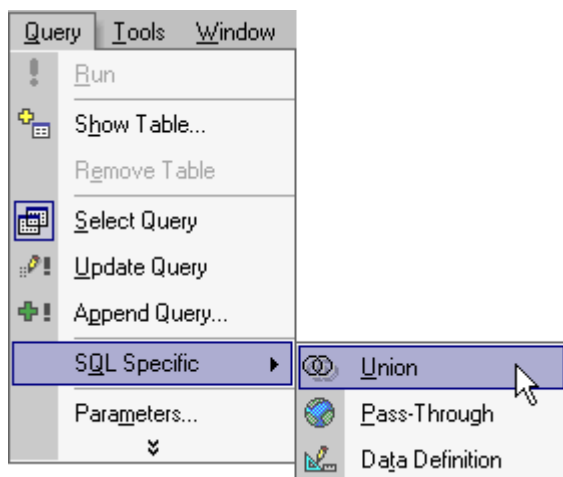 Query Tools Window
Run
Show Table...
Remove Table
Select Query
Update Query
Append Query...
SQL Specific
Union
Parameters...
Pass-Through
Data Definition